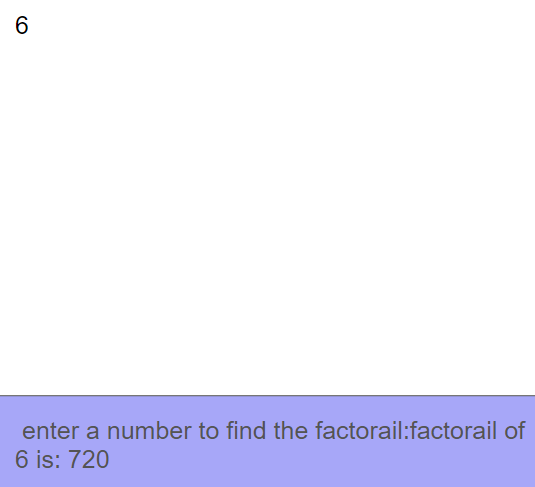 6
enter a number to find the factorail:factorail of
6 is: 720